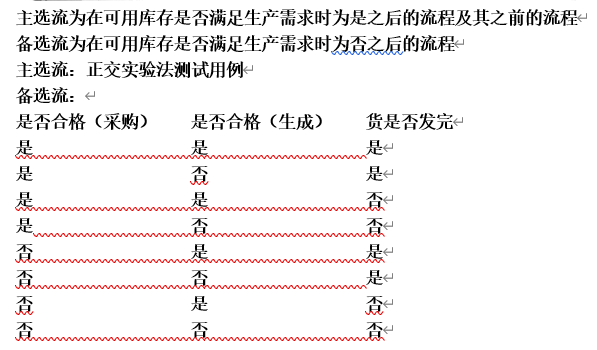 主选流为在可用库存是否满足生产需求时为是之后的流程及其之前的流程
备选流为在可用库存是否满足生产需求时为否之后的流程
主选流：正交实验法测试用例
备选流：
是否合格（采购） 是否合格（生成） 货是否发完
是 是 是
是 否 是
是 是 否
是 否 否
否 是 是
否 否 是
否 是 否
否 否 否